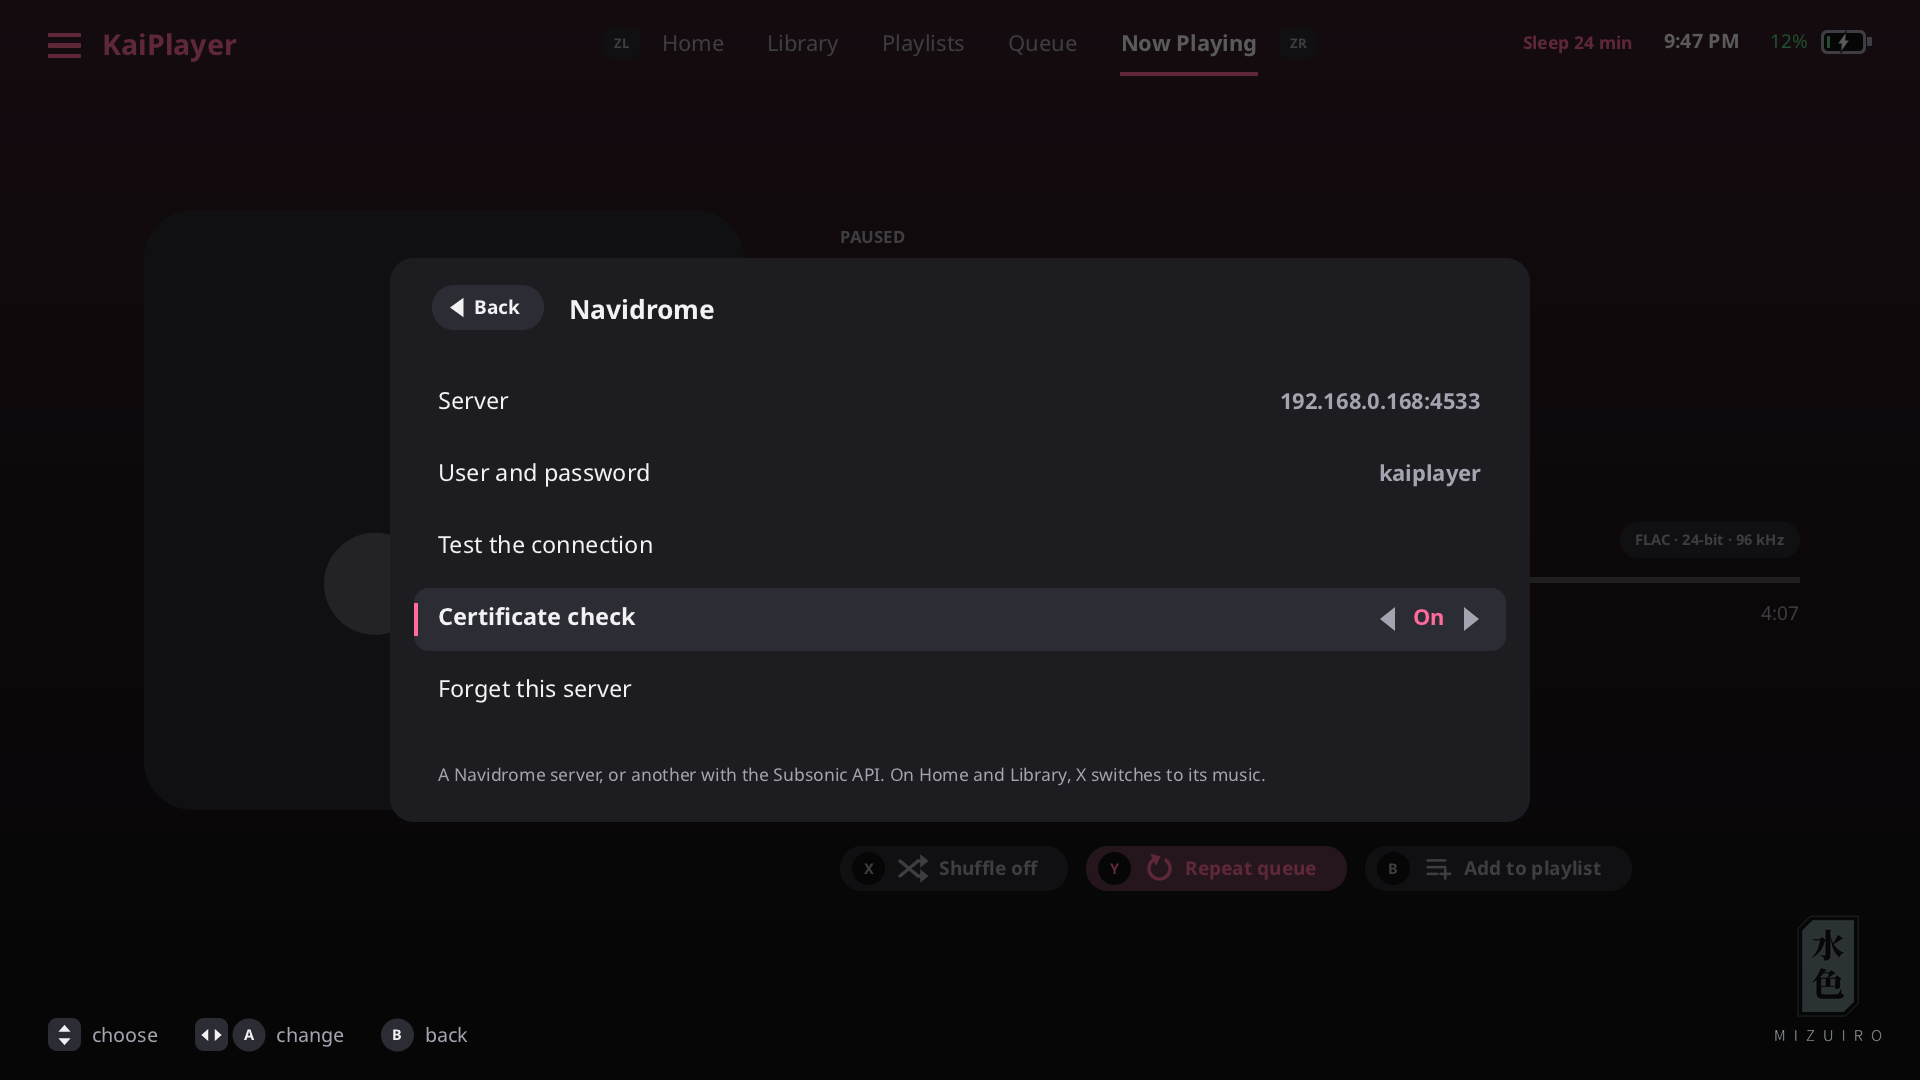 KaiPlayer
ZL Home Library Playlists Queue Now Playing ZR
Sleep 24 min 9:47 PM 12%
PAUSED
Back Navidrome
Server 192.168.0.168:4533
User and password kaiplayer
Test the connection
FLAC · 24-bit · 96 kHz
Certificate check On
4:07
Forget this server
A Navidrome server, or another with the Subsonic API. On Home and Library, X switches to its music.
X Shuffle off Y Repeat queue B Add to playlist
水色
MIZUIRO
choose A change B back